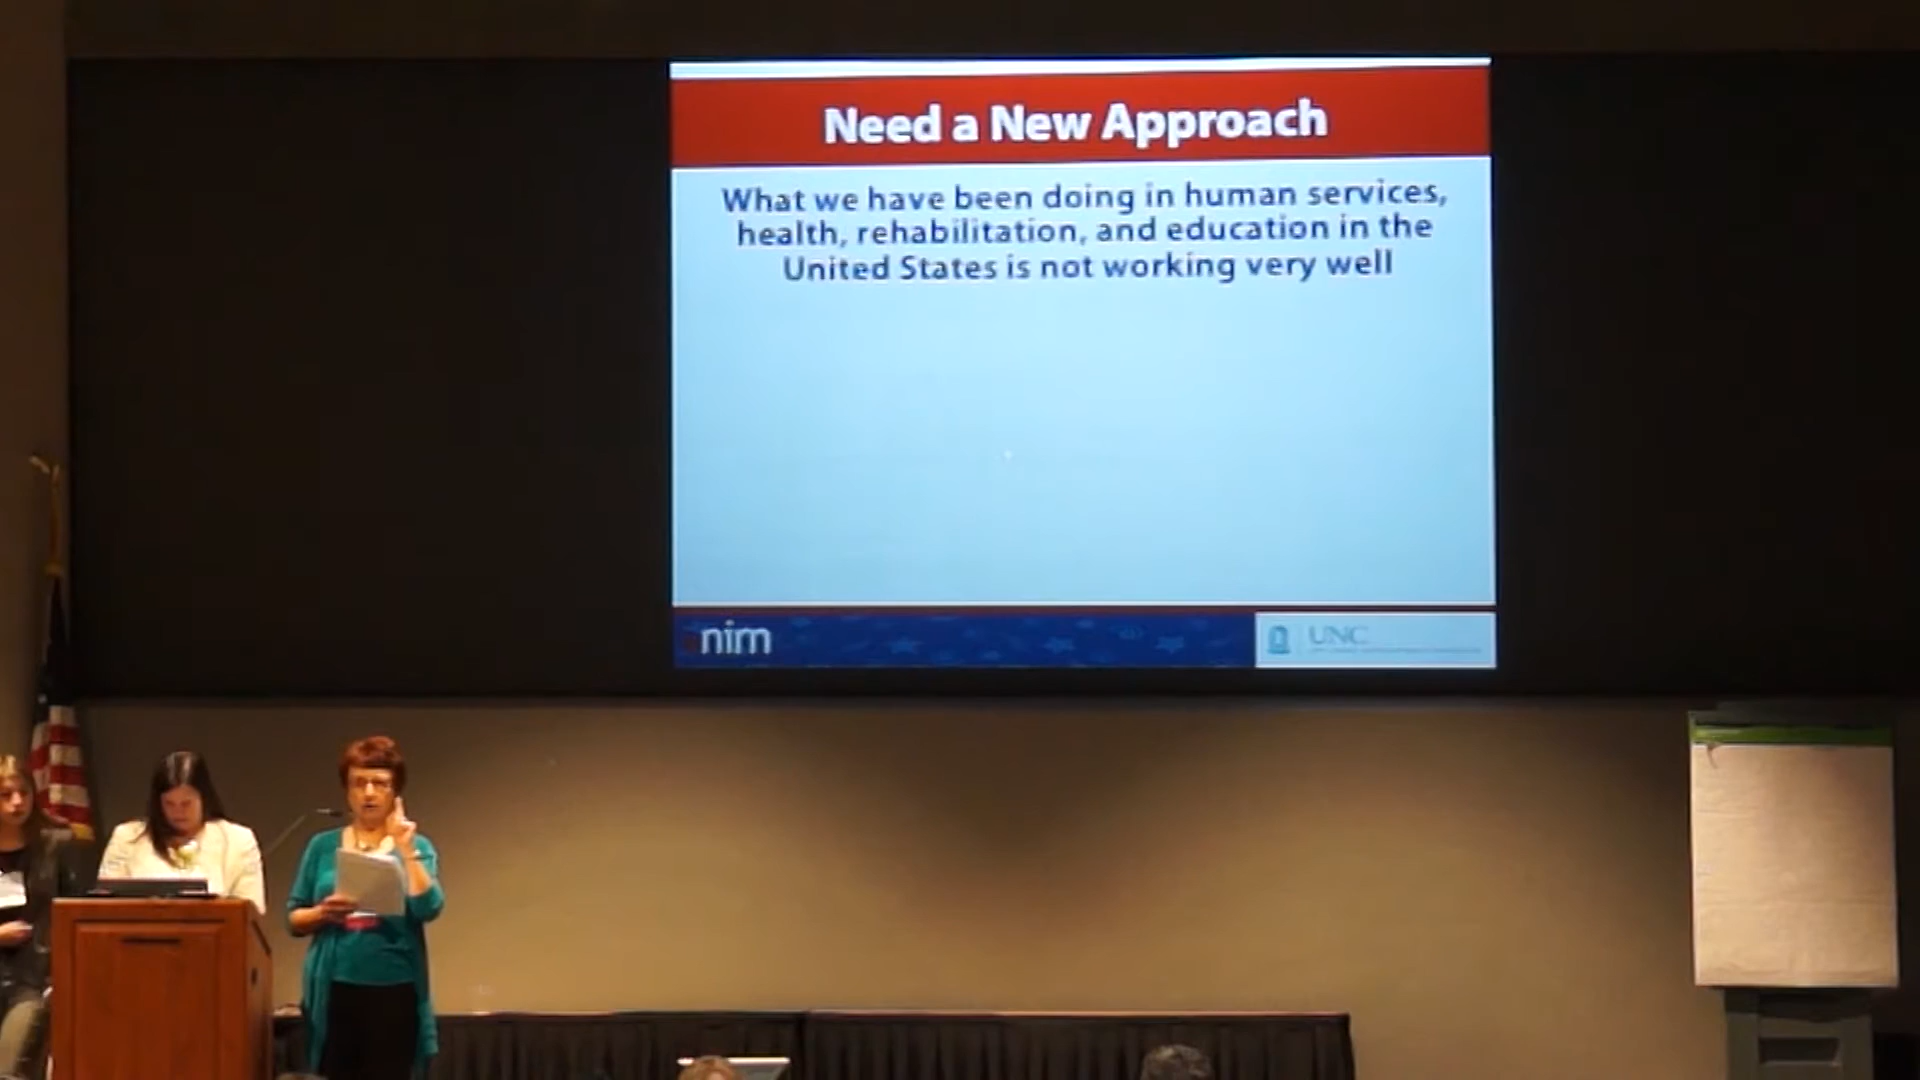 Need a New Approach
What we have been doing in human services,
health, rehabilitation, and education in the
United States is not working very well
nirn
UNC